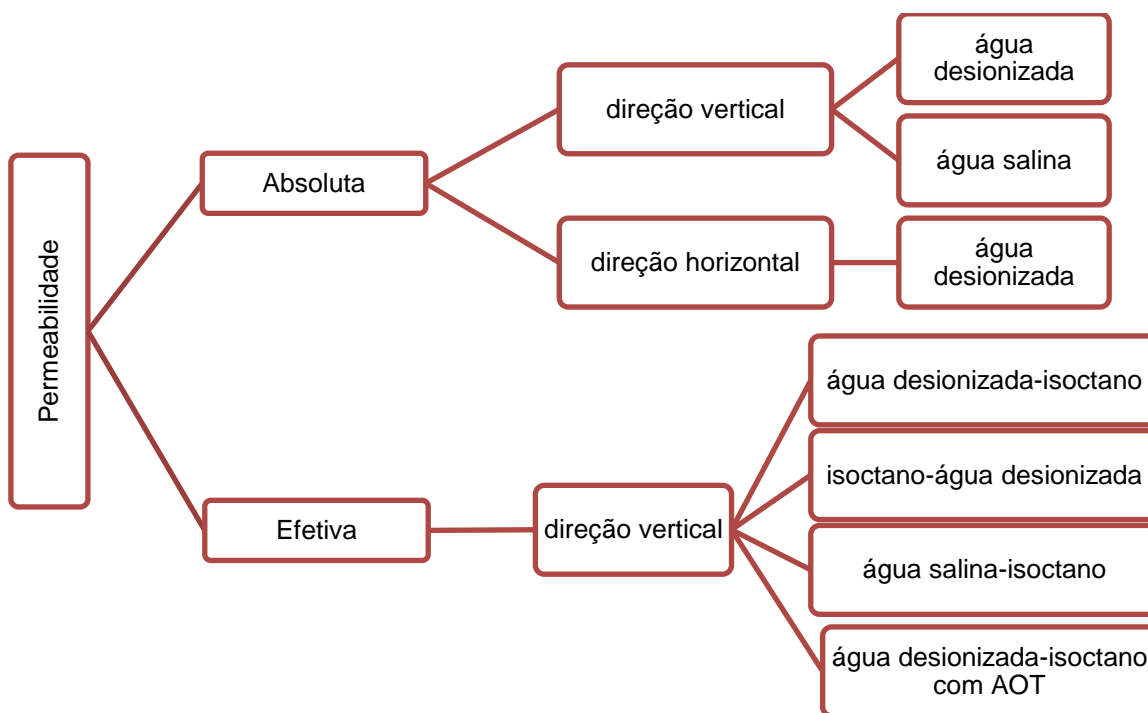 Permeabilidade
Absoluta
direção vertical
água
desionizada
água salina
direção horizontal
água
desionizada
Efetiva
direção vertical
água desionizada-isoctano
isoctano-água desionizada
água salina-isoctano
água desionizada-isoctano
com AOT